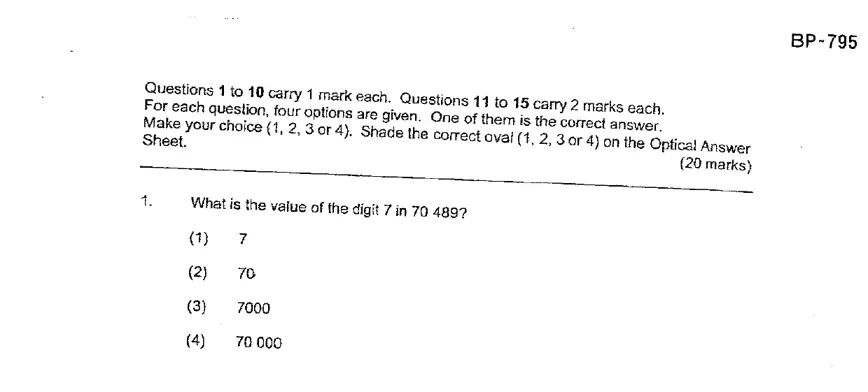 BP-795
Questions 1 to 10 carry 1 mark each. Questions 11 to 15 carry 2 marks each.
For each question, four options are given. One of them is the correct answer.
Make your choice (1, 2, 3 or 4). Shade the correct oval (1, 2, 3 or 4) on the Optical Answer
Sheet.
(20 marks)
1. What is the value of the digit 7 in 70 489?
(1) 7
(2) 70
(3) 7000
(4) 70 000